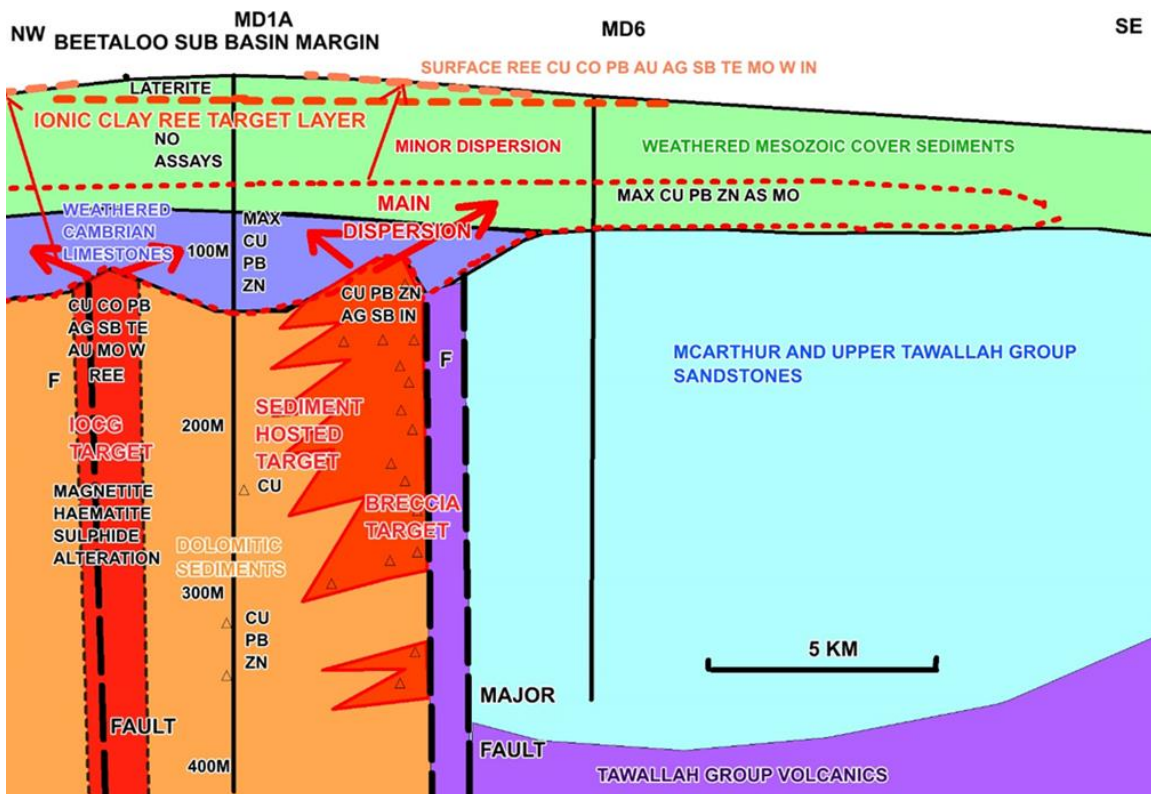 NW
MD1A
BEETALOO SUB BASIN MARGIN
MD6
SE
SURFACE REE CU CO PB AU AG SB TE MO W IN
LATERITE
IONIC CLAY REE TARGET LAYER
NO
ASSAYS
MINOR DISPERSION
WEATHERED MESOZOIC COVER SEDIMENTS
MAX CU PB ZN AS MO
WEATHERED
CAMBRIAN
LIMESTONES
100M
MAX
CU
PB
ZN
MAIN
DISPERSION
CU CO PB
AG SB TE
AU MO W
REE
F
IOCG
TARGET
MAGNETITE
HAEMATITE
SULPHIDE
ALTERATION
FAULT
200M
SEDIMENT
HOSTED
TARGET
CU
DOLOMITIC
SEDIMENTS
300M
CU
PB
ZN
400M
CU PB ZN
AG SB IN
F
BRECCIA
TARGET
MAJOR
FAULT
MCARTHUR AND UPPER TAWALLAH GROUP
SANDSTONES
5 KM
TAWALLAH GROUP VOLCANICS